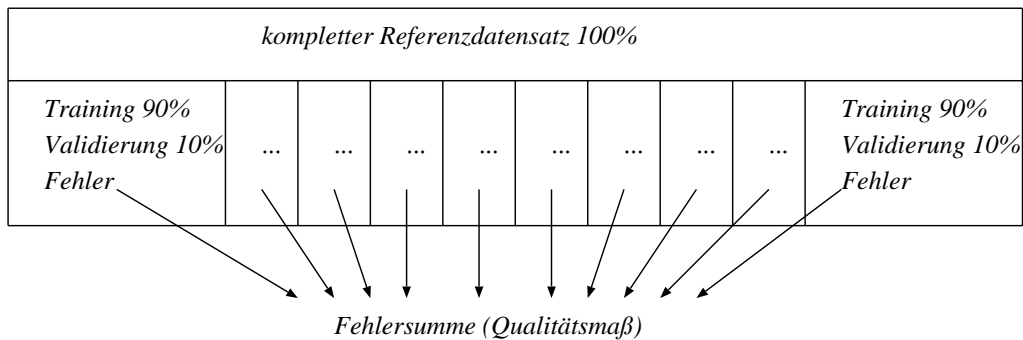 kompletter Referenzdatensatz 100%
Training 90%
Validierung 10%
Fehler
... ... ... ... ... ... ... ...
Training 90%
Validierung 10%
Fehler
Fehlersumme (Qualitätsmaß)